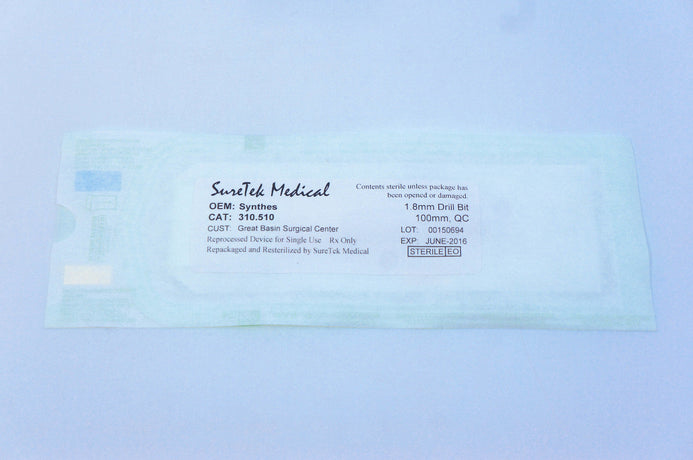 SureTek Medical
OEM: Synthes
CAT: 310.510
CUST: Great Basin Surgical Center
Reprocessed Device for Single Use Rx Only
Repackaged and Resterilized by SureTek Medical
Contents sterile unless package has
been opened or damaged.
1.8mm Drill Bit
100mm, QC
LOT: 00150694
EXP: JUNE-2016
STERILE EO